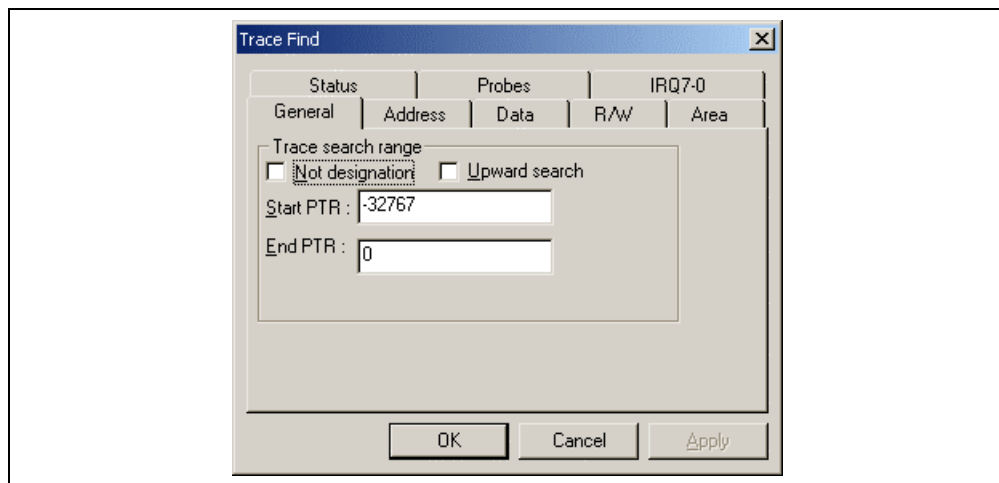 Trace Find
Status Probes IRQ7-0
General Address Data R/W Area
Trace search range
Not designation Upward search
Start PTR : -32767
End PTR : 0
OK Cancel Apply